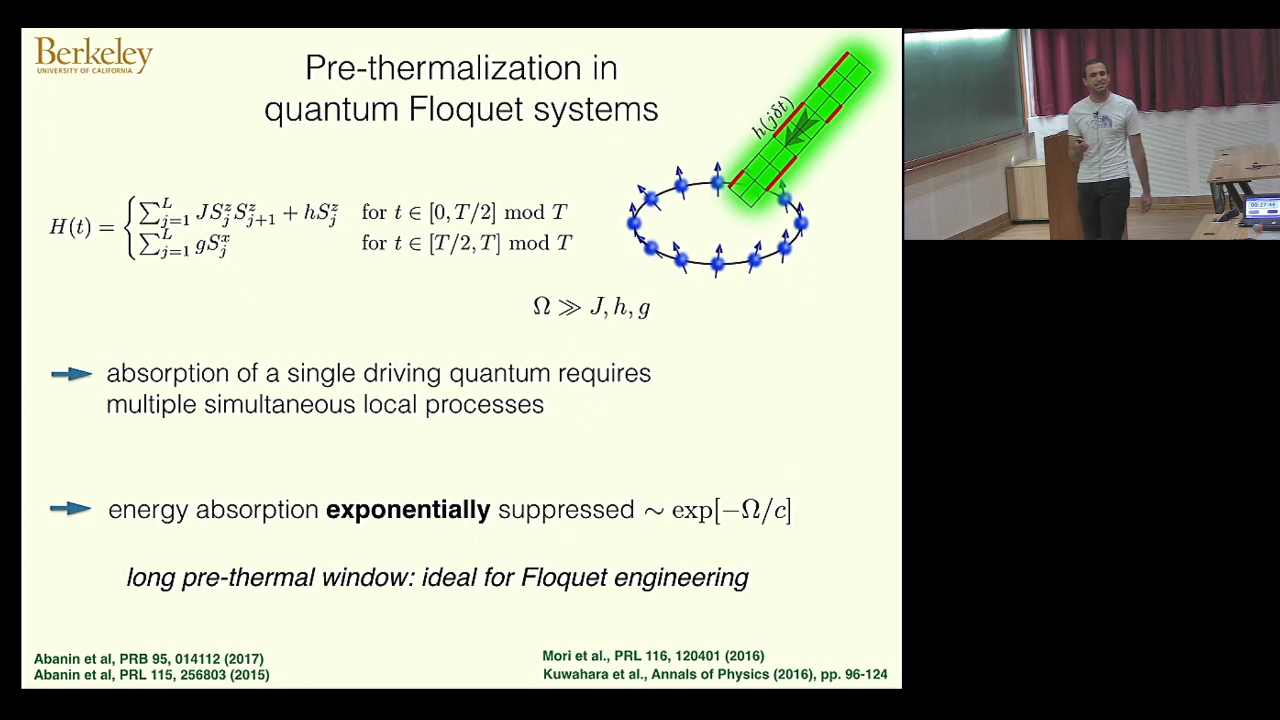 Berkeley
UNIVERSITY OF CALIFORNIA
Pre-thermalization in
quantum Floquet systems
h(jδt)
H(t) = { ∑_{j=1}^{L} J S_j^z S_{j+1}^z + h S_j^z for t ∈ [0, T/2] mod T
∑_{j=1}^{L} g S_j^x for t ∈ [T/2, T] mod T
Ω ≫ J, h, g
absorption of a single driving quantum requires
multiple simultaneous local processes
energy absorption exponentially suppressed ∼ exp[−Ω/c]
long pre-thermal window: ideal for Floquet engineering
Abanin et al, PRB 95, 014112 (2017)
Abanin et al, PRL 115, 256803 (2015)
Mori et al., PRL 116, 120401 (2016)
Kuwahara et al., Annals of Physics (2016), pp. 96-124